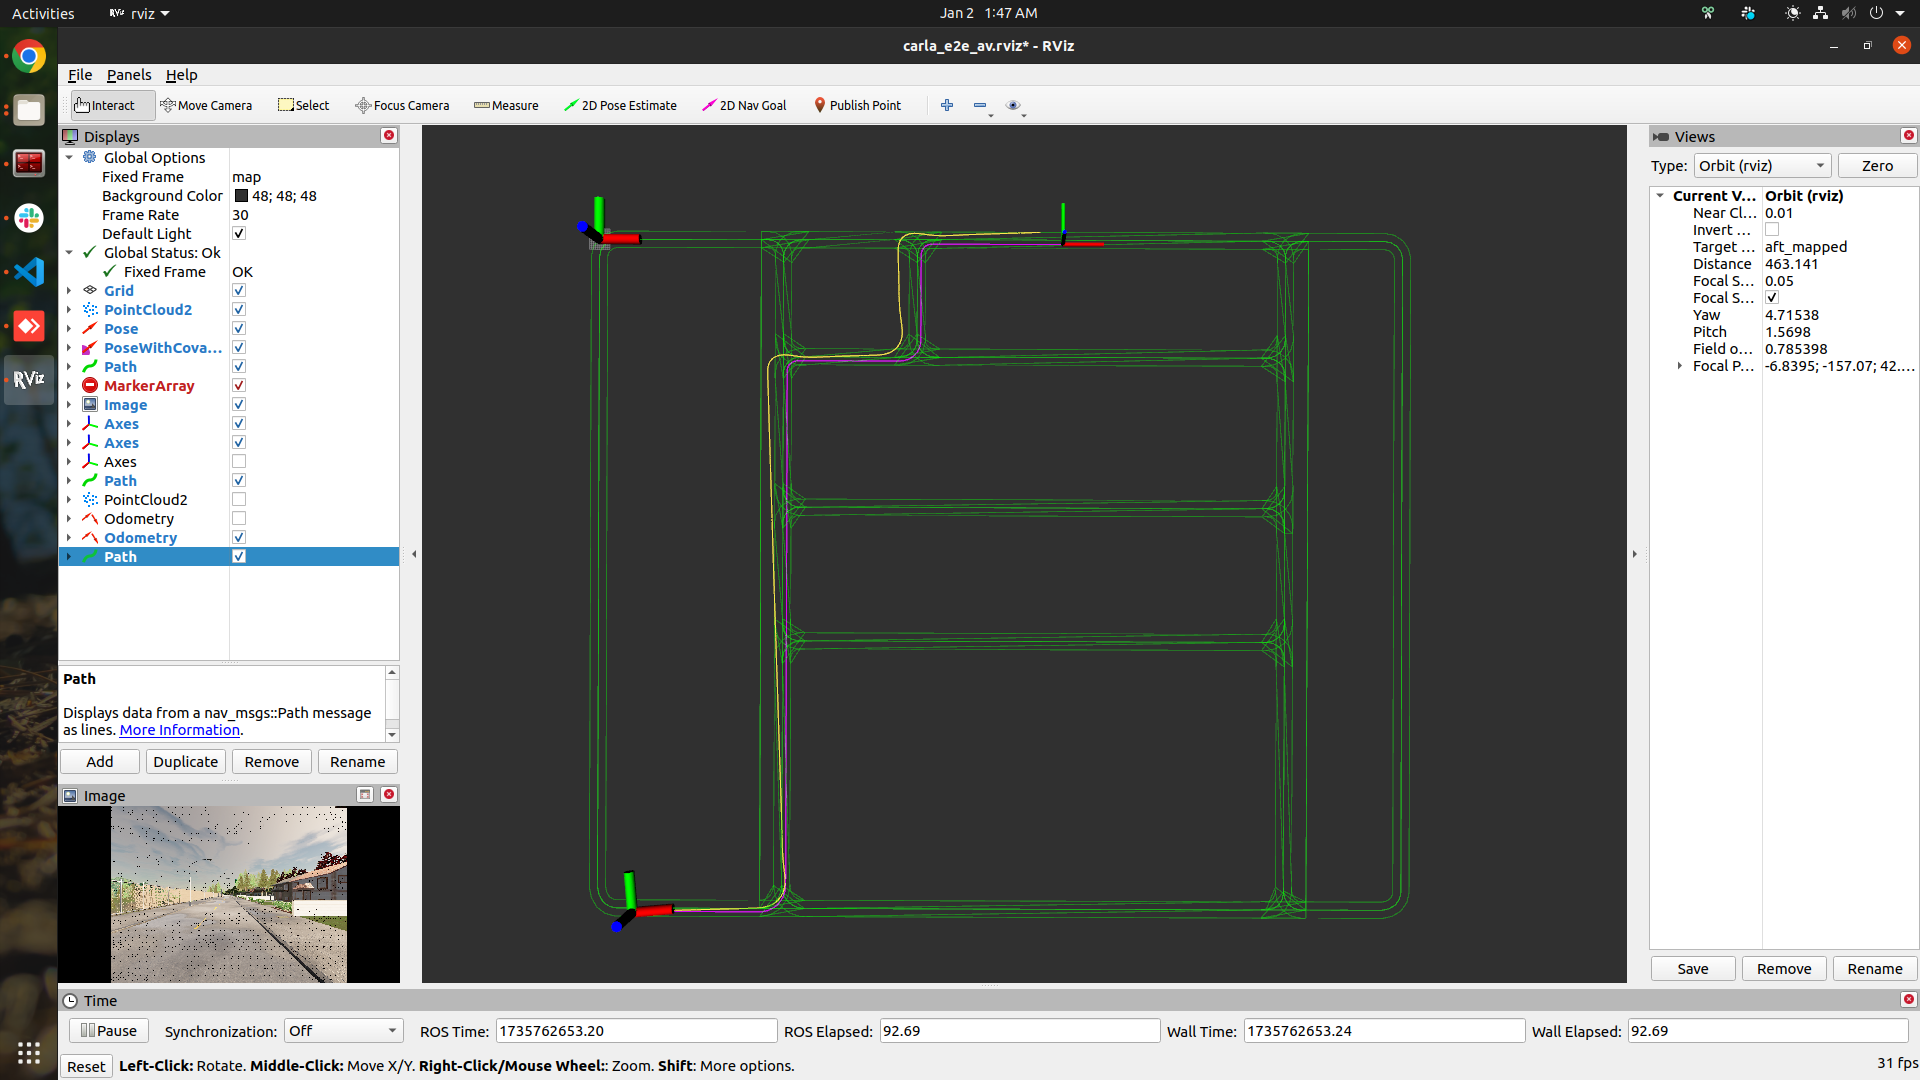 Activities
RViz rviz
Jan 2 1:47 AM
carla_e2e_av.rviz* - RViz
File Panels Help
Interact Move Camera Select Focus Camera Measure 2D Pose Estimate 2D Nav Goal Publish Point
Displays
Global Options
Fixed Frame map
Background Color 48; 48; 48
Frame Rate 30
Default Light
Global Status: Ok
Fixed Frame OK
Grid
PointCloud2
Pose
PoseWithCova...
Path
MarkerArray
Image
Axes
Axes
Axes
Path
PointCloud2
Odometry
Odometry
Path
Path
Displays data from a nav_msgs::Path message
as lines. More Information.
Add Duplicate Remove Rename
Image
RViz
Views
Type: Orbit (rviz) Zero
Current V... Orbit (rviz)
Near Cl... 0.01
Invert ...
Target ... aft_mapped
Distance 463.141
Focal S... 0.05
Focal S...
Yaw 4.71538
Pitch 1.5698
Field o... 0.785398
Focal P... -6.8395; -157.07; 42....
Save Remove Rename
Time
Pause Synchronization: Off ROS Time: 1735762653.20 ROS Elapsed: 92.69 Wall Time: 1735762653.24 Wall Elapsed: 92.69
Reset Left-Click: Rotate. Middle-Click: Move X/Y. Right-Click/Mouse Wheel:: Zoom. Shift: More options.
31 fps